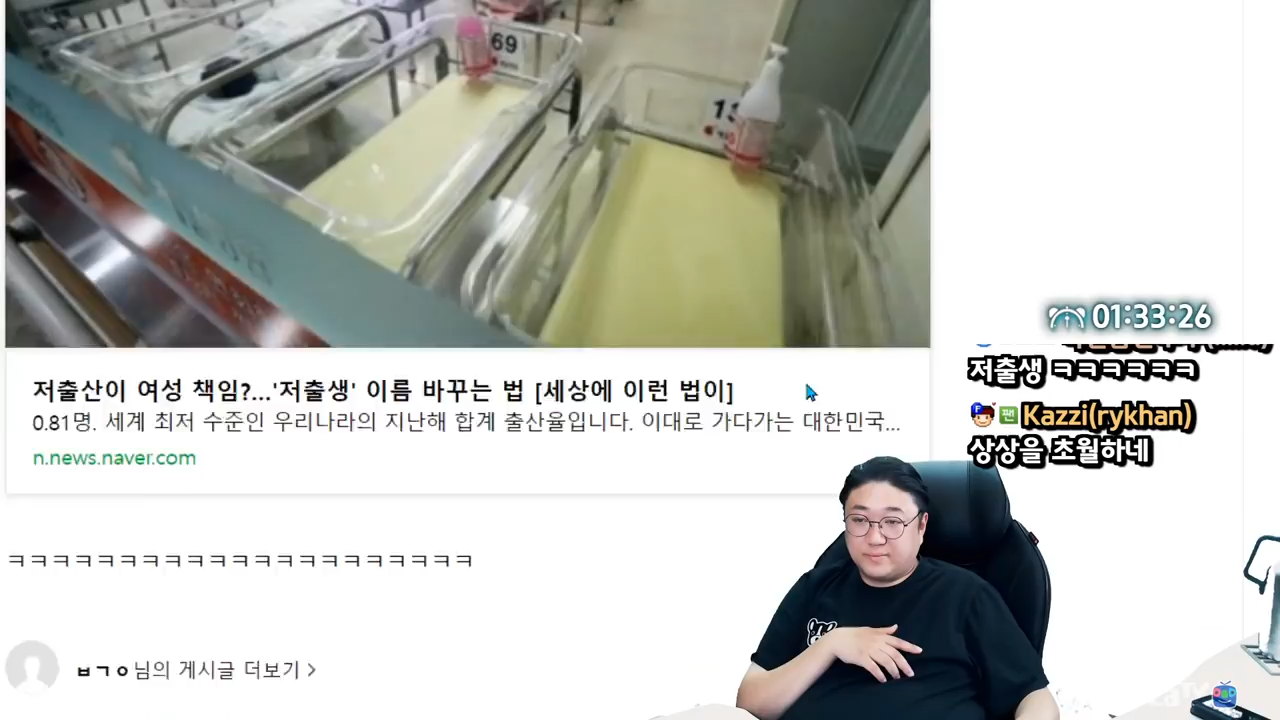 69
저출산이 여성 책임?...'저출생' 이름 바꾸는 법 [세상에 이런 법이]
0.81명. 세계 최저 수준인 우리나라의 지난해 합계 출산율입니다. 이대로 가다가는 대한민국...
n.news.naver.com
ㅋㅋㅋㅋㅋㅋㅋㅋㅋㅋㅋㅋㅋㅋㅋㅋㅋㅋㅋㅋㅋ
ㅂㄱㅇ님의 게시글 더보기 >
01:33:26
저출생 ㅋㅋㅋㅋㅋㅋ
팬 Kazzi(rykhan)
상상을 초월하네